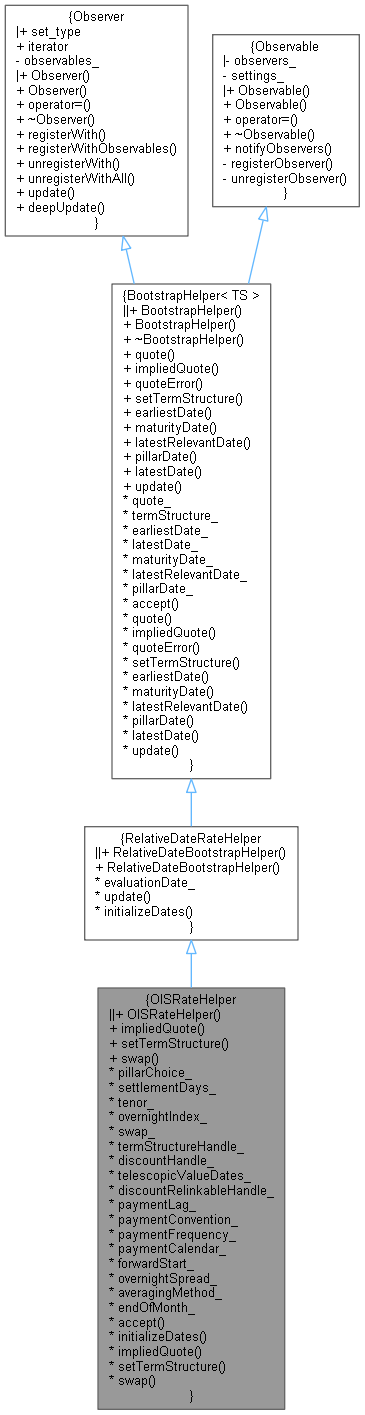 {Observer
|+ set_type
+ iterator
- observables_
|+ Observer()
+ Observer()
+ operator=()
+ ~Observer()
+ registerWith()
+ registerWithObservables()
+ unregisterWith()
+ unregisterWithAll()
+ update()
+ deepUpdate()
}
{Observable
|- observers_
- settings_
|+ Observable()
+ Observable()
+ operator=()
+ ~Observable()
+ notifyObservers()
- registerObserver()
- unregisterObserver()
}
{BootstrapHelper< TS >
||+ BootstrapHelper()
+ BootstrapHelper()
+ ~BootstrapHelper()
+ quote()
+ impliedQuote()
+ quoteError()
+ setTermStructure()
+ earliestDate()
+ maturityDate()
+ latestRelevantDate()
+ pillarDate()
+ latestDate()
+ update()
* quote_
* termStructure_
* earliestDate_
* latestDate_
* maturityDate_
* latestRelevantDate_
* pillarDate_
* accept()
* quote()
* impliedQuote()
* quoteError()
* setTermStructure()
* earliestDate()
* maturityDate()
* latestRelevantDate()
* pillarDate()
* latestDate()
* update()
}
{RelativeDateRateHelper
||+ RelativeDateBootstrapHelper()
+ RelativeDateBootstrapHelper()
* evaluationDate_
* update()
* initializeDates()
}
{OISRateHelper
||+ OISRateHelper()
+ impliedQuote()
+ setTermStructure()
+ swap()
* pillarChoice_
* settlementDays_
* tenor_
* overnightIndex_
* swap_
* termStructureHandle_
* discountHandle_
* telescopicValueDates_
* discountRelinkableHandle_
* paymentLag_
* paymentConvention_
* paymentFrequency_
* paymentCalendar_
* forwardStart_
* overnightSpread_
* averagingMethod_
* endOfMonth_
* accept()
* initializeDates()
* impliedQuote()
* setTermStructure()
* swap()
}